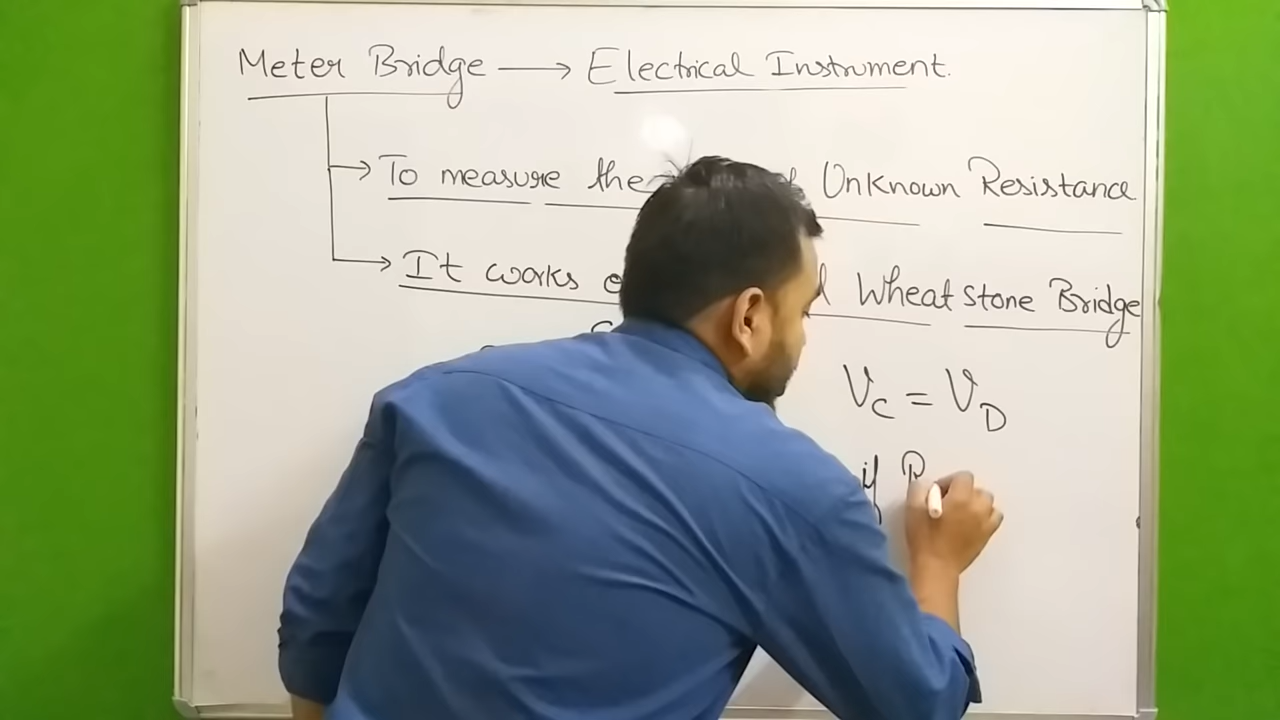 Meter Bridge → Electrical Instrument.
→ To measure the Unknown Resistance
→ It works Wheatstone Bridge
V_C = V_D
if